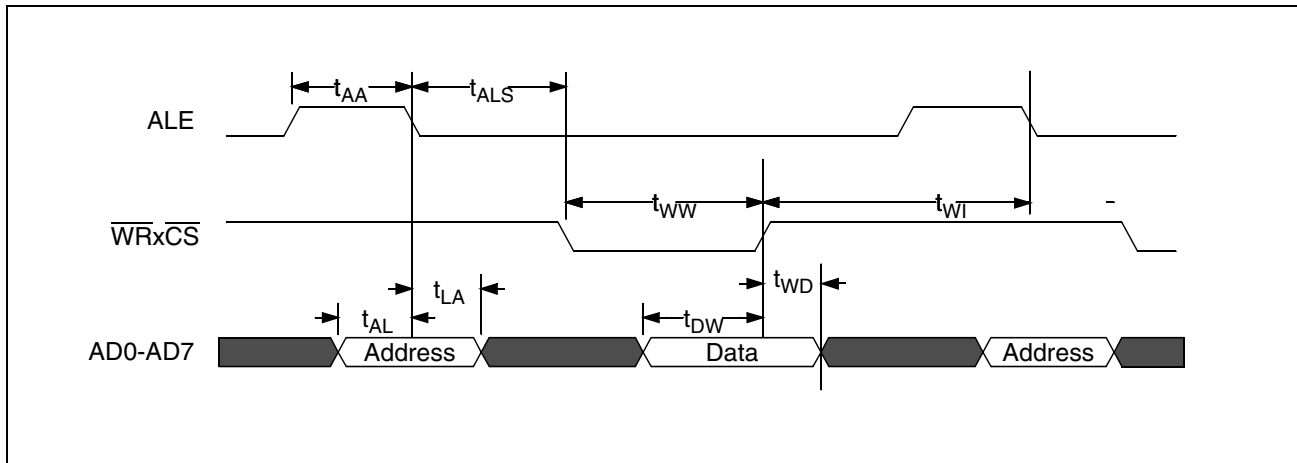 tAA
tALS
ALE
tWW
tWI
WRxCS
tLA
tWD
tAL
tDW
AD0-AD7
Address
Data
Address